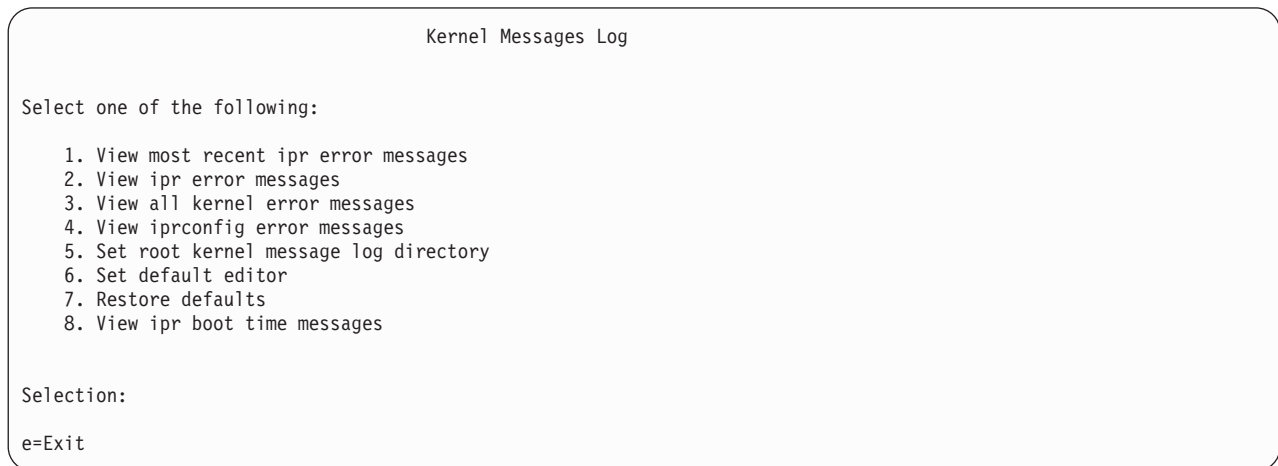 Kernel Messages Log
Select one of the following:
1. View most recent ipr error messages
2. View ipr error messages
3. View all kernel error messages
4. View iprconfig error messages
5. Set root kernel message log directory
6. Set default editor
7. Restore defaults
8. View ipr boot time messages
Selection:
e=Exit